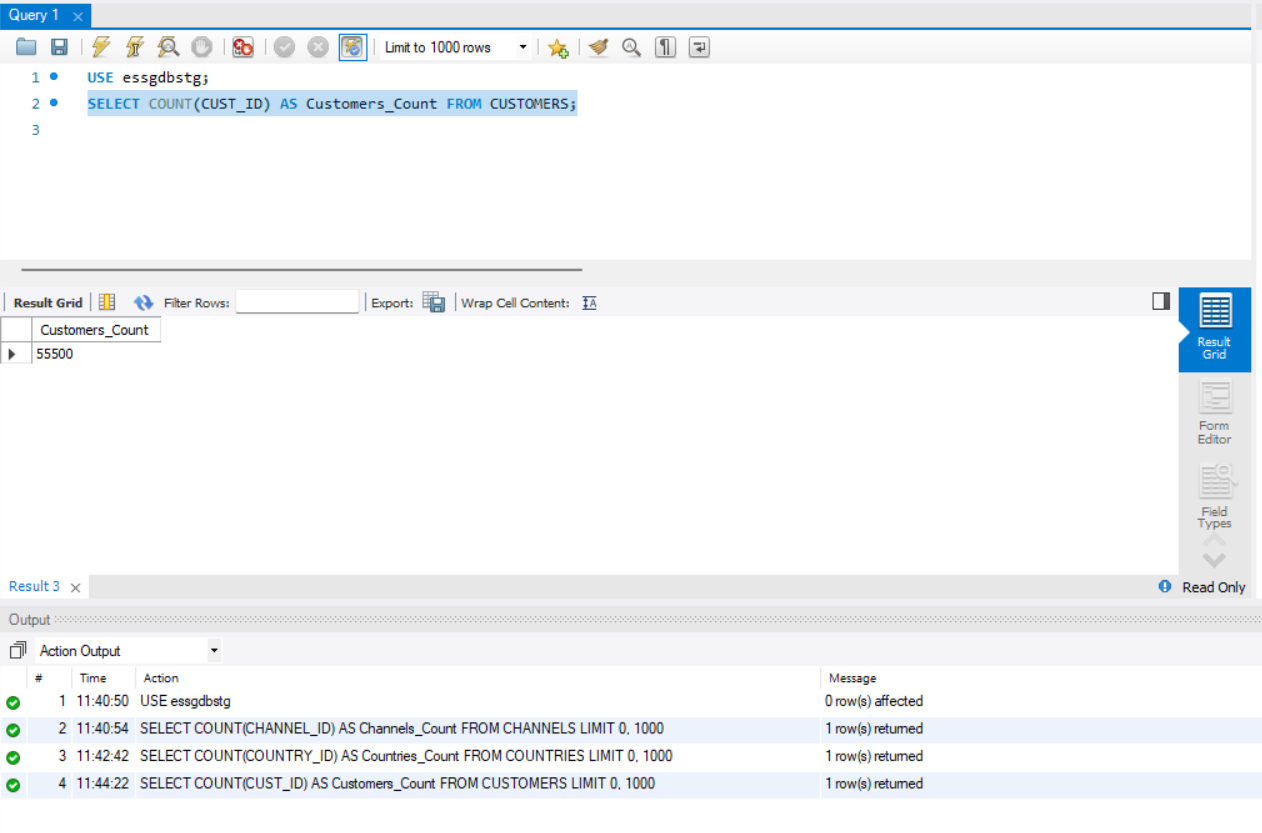 Query 1
Limit to 1000 rows
1 USE essgdbstg;
2 SELECT COUNT(CUST_ID) AS Customers_Count FROM CUSTOMERS;
3
Result Grid Filter Rows: Export: Wrap Cell Content: IA
Customers_Count
55500
Result
Grid
Form
Editor
Field
Types
Result 3 Read Only
Output
Action Output
# Time Action Message
1 11:40:50 USE essgdbstg 0 row(s) affected
2 11:40:54 SELECT COUNT(CHANNEL_ID) AS Channels_Count FROM CHANNELS LIMIT 0, 1000 1 row(s) returned
3 11:42:42 SELECT COUNT(COUNTRY_ID) AS Countries_Count FROM COUNTRIES LIMIT 0, 1000 1 row(s) returned
4 11:44:22 SELECT COUNT(CUST_ID) AS Customers_Count FROM CUSTOMERS LIMIT 0, 1000 1 row(s) returned